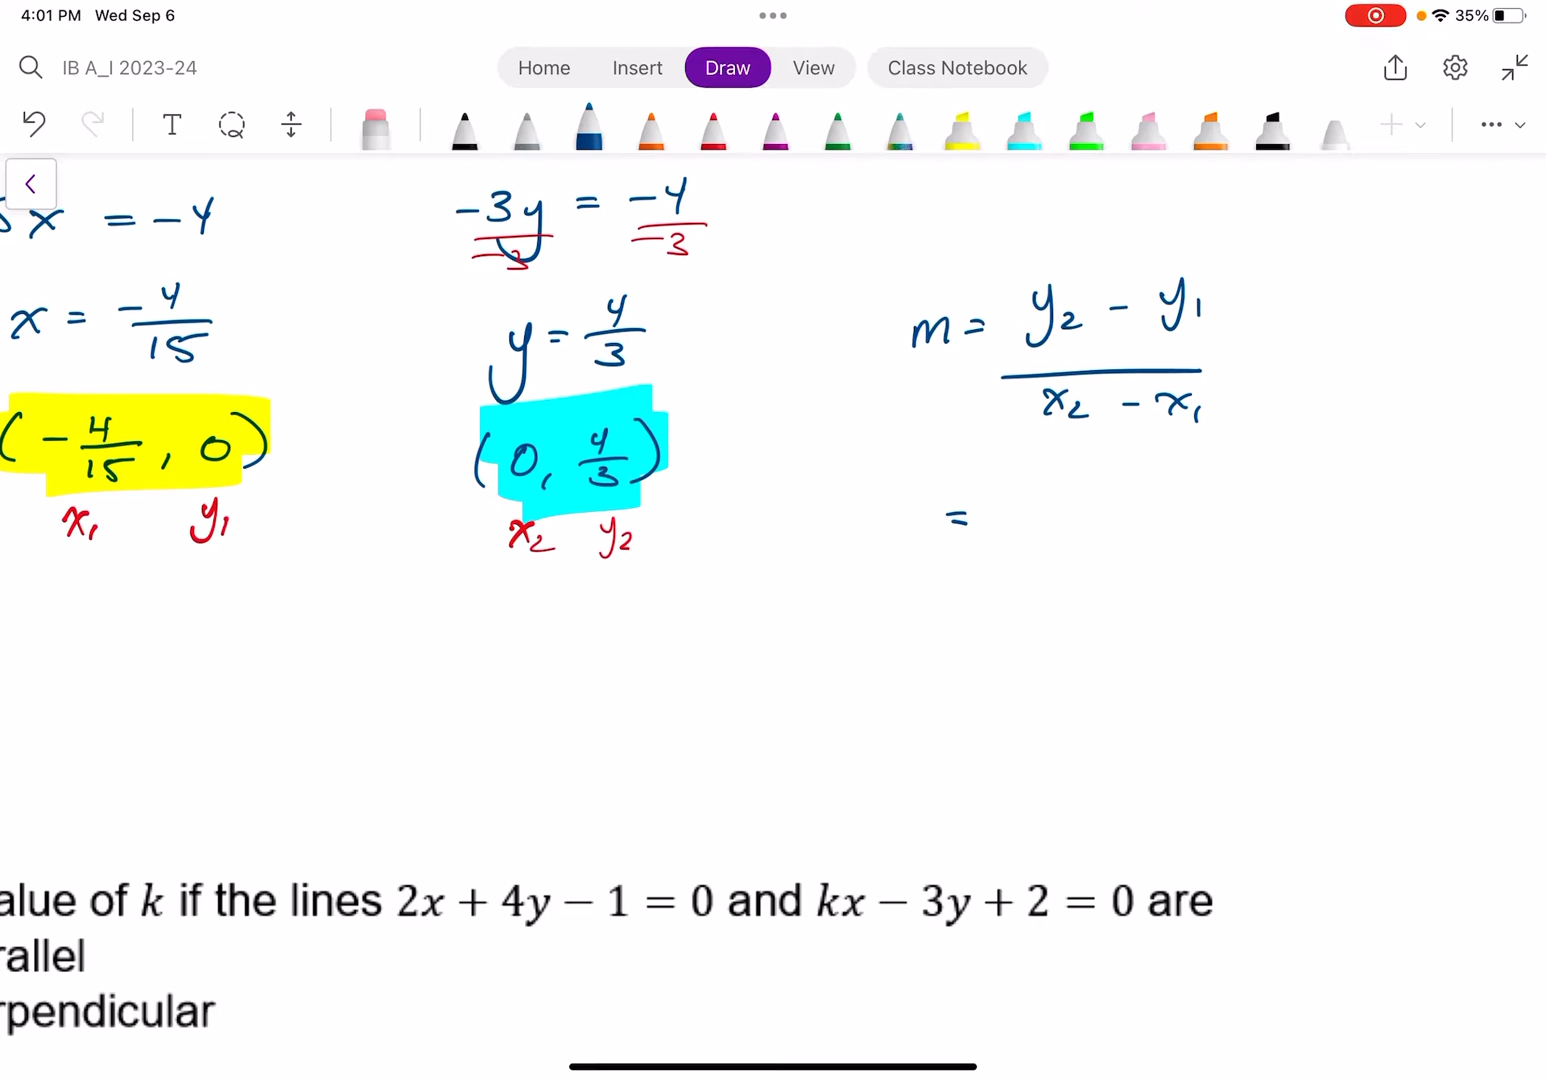 4:01 PM Wed Sep 6
35%
IB A_I 2023-24
Home Insert Draw View Class Notebook
T
x = -4
-3y = -4
-3 -3
x = -4/15
y = 4/3
m = y₂ - y₁
x₂ - x₁
(-4/15, 0)
(0, 4/3)
x₁ y₁
x₂ y₂
=
alue of k if the lines 2x + 4y − 1 = 0 and kx − 3y + 2 = 0 are
rallel
rpendicular